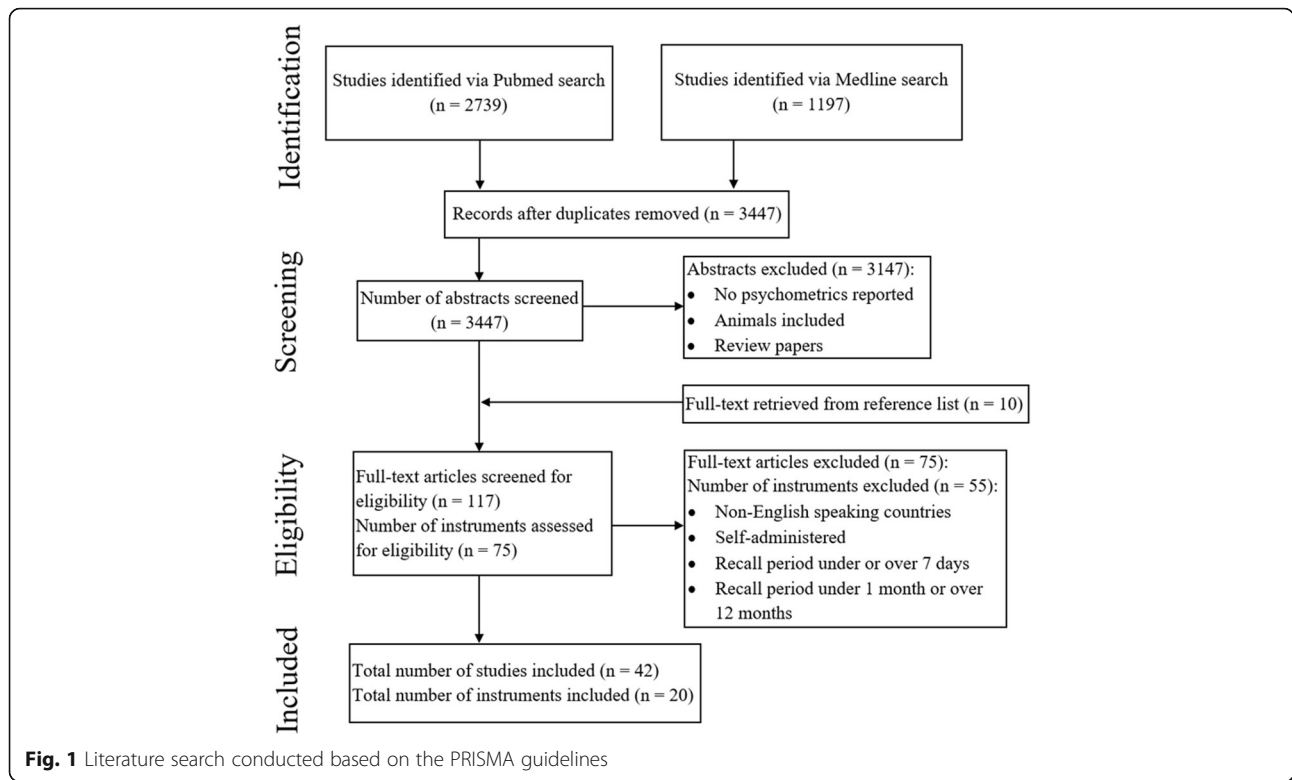 Identification
Studies identified via Pubmed search
(n = 2739)
Studies identified via Medline search
(n = 1197)
Records after duplicates removed (n = 3447)
Screening
Number of abstracts screened
(n = 3447)
Abstracts excluded (n = 3147):
• No psychometrics reported
• Animals included
• Review papers
Full-text retrieved from reference list (n = 10)
Eligibility
Full-text articles screened for
eligibility (n = 117)
Number of instruments assessed
for eligibility (n = 75)
Full-text articles excluded (n = 75):
Number of instruments excluded (n = 55):
• Non-English speaking countries
• Self-administered
• Recall period under or over 7 days
• Recall period under 1 month or over
12 months
Included
Total number of studies included (n = 42)
Total number of instruments included (n = 20)
Fig. 1 Literature search conducted based on the PRISMA guidelines